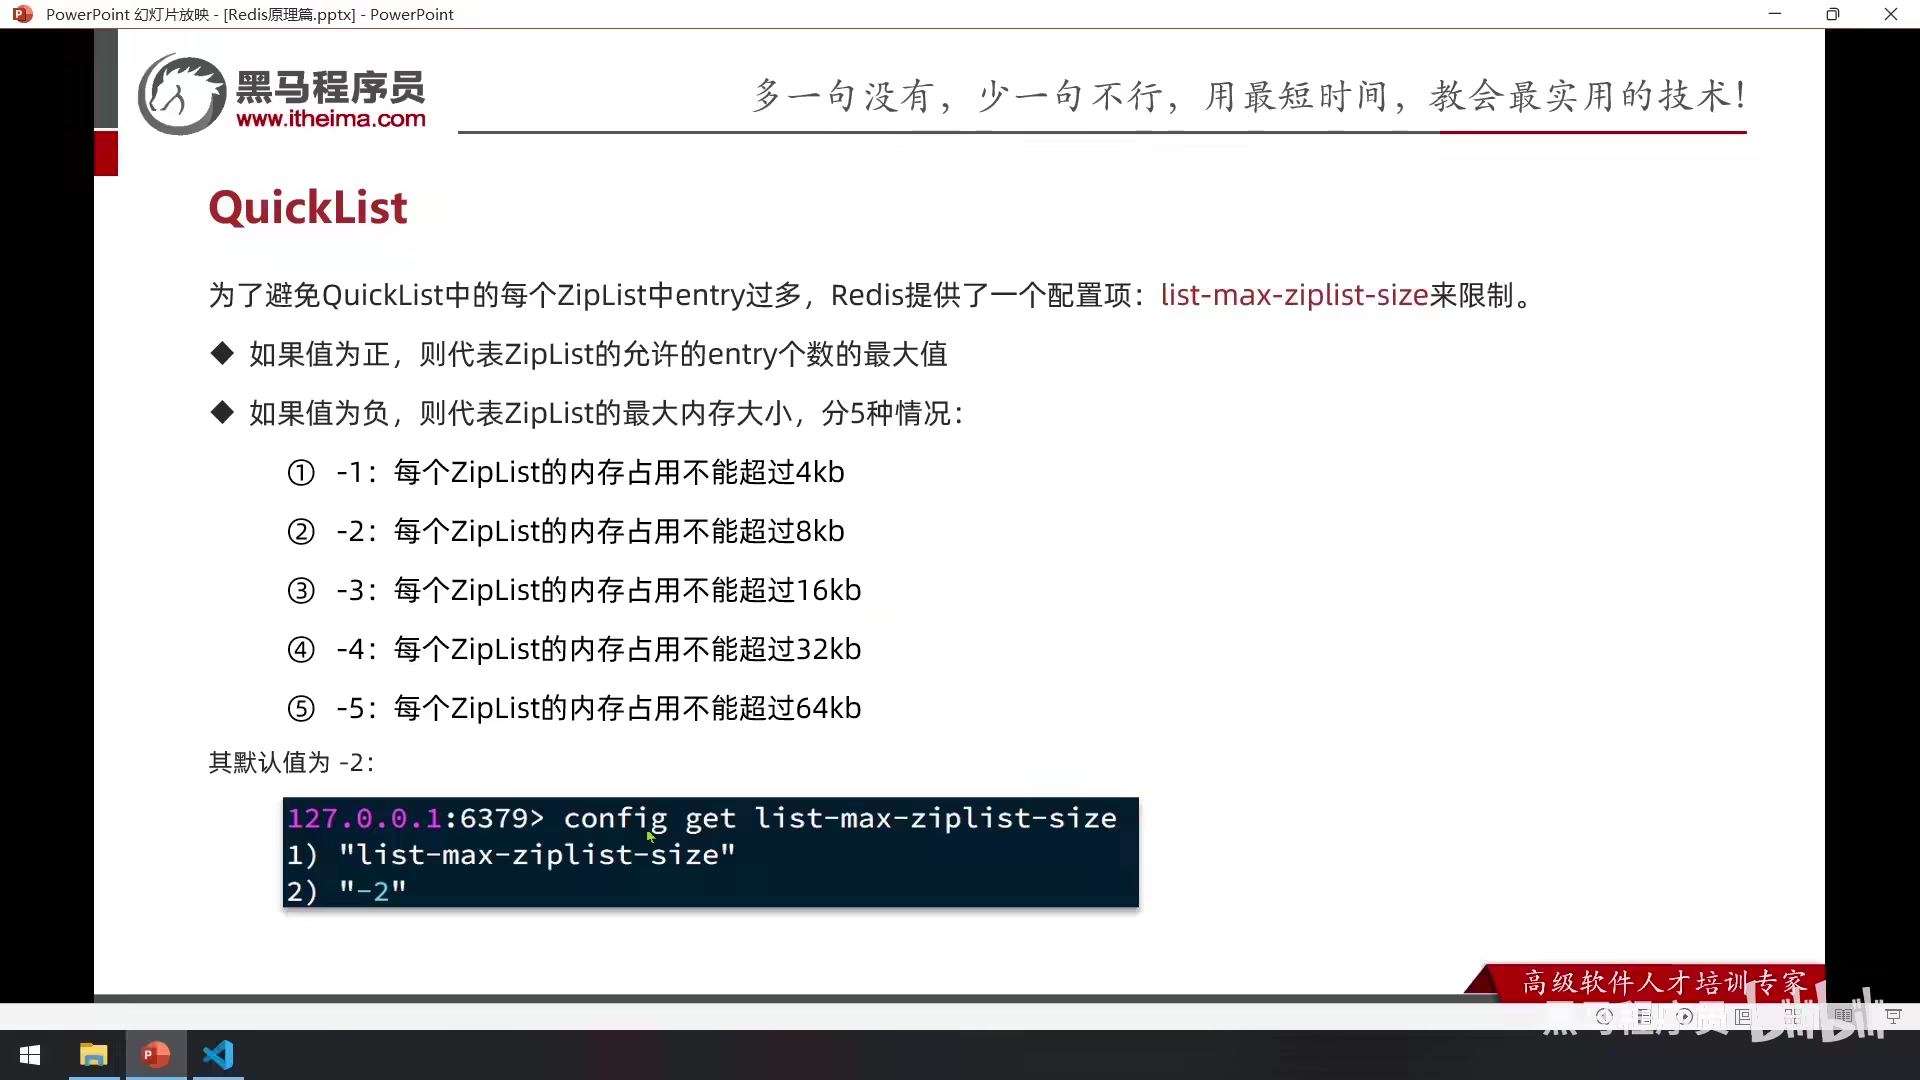 PowerPoint 幻灯片放映 - [Redis原理篇.pptx] - PowerPoint
黑马程序员
www.itheima.com
多一句没有，少一句不行，用最短时间，教会最实用的技术！
QuickList
为了避免QuickList中的每个ZipList中entry过多，Redis提供了一个配置项：list-max-ziplist-size来限制。
◆ 如果值为正，则代表ZipList的允许的entry个数的最大值
◆ 如果值为负，则代表ZipList的最大内存大小，分5种情况：
① -1：每个ZipList的内存占用不能超过4kb
② -2：每个ZipList的内存占用不能超过8kb
③ -3：每个ZipList的内存占用不能超过16kb
④ -4：每个ZipList的内存占用不能超过32kb
⑤ -5：每个ZipList的内存占用不能超过64kb
其默认值为 -2：
127.0.0.1:6379> config get list-max-ziplist-size
1) "list-max-ziplist-size"
2) "-2"
高级软件人才培训专家
黑马程序员 bilibili